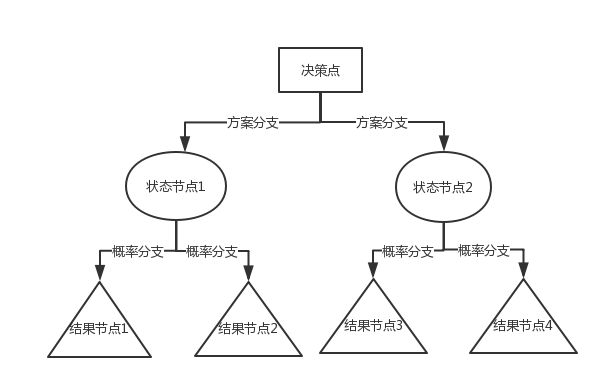 决策点
方案分支
方案分支
状态节点1
状态节点2
概率分支
概率分支
概率分支
概率分支
结果节点1
结果节点2
结果节点3
结果节点4